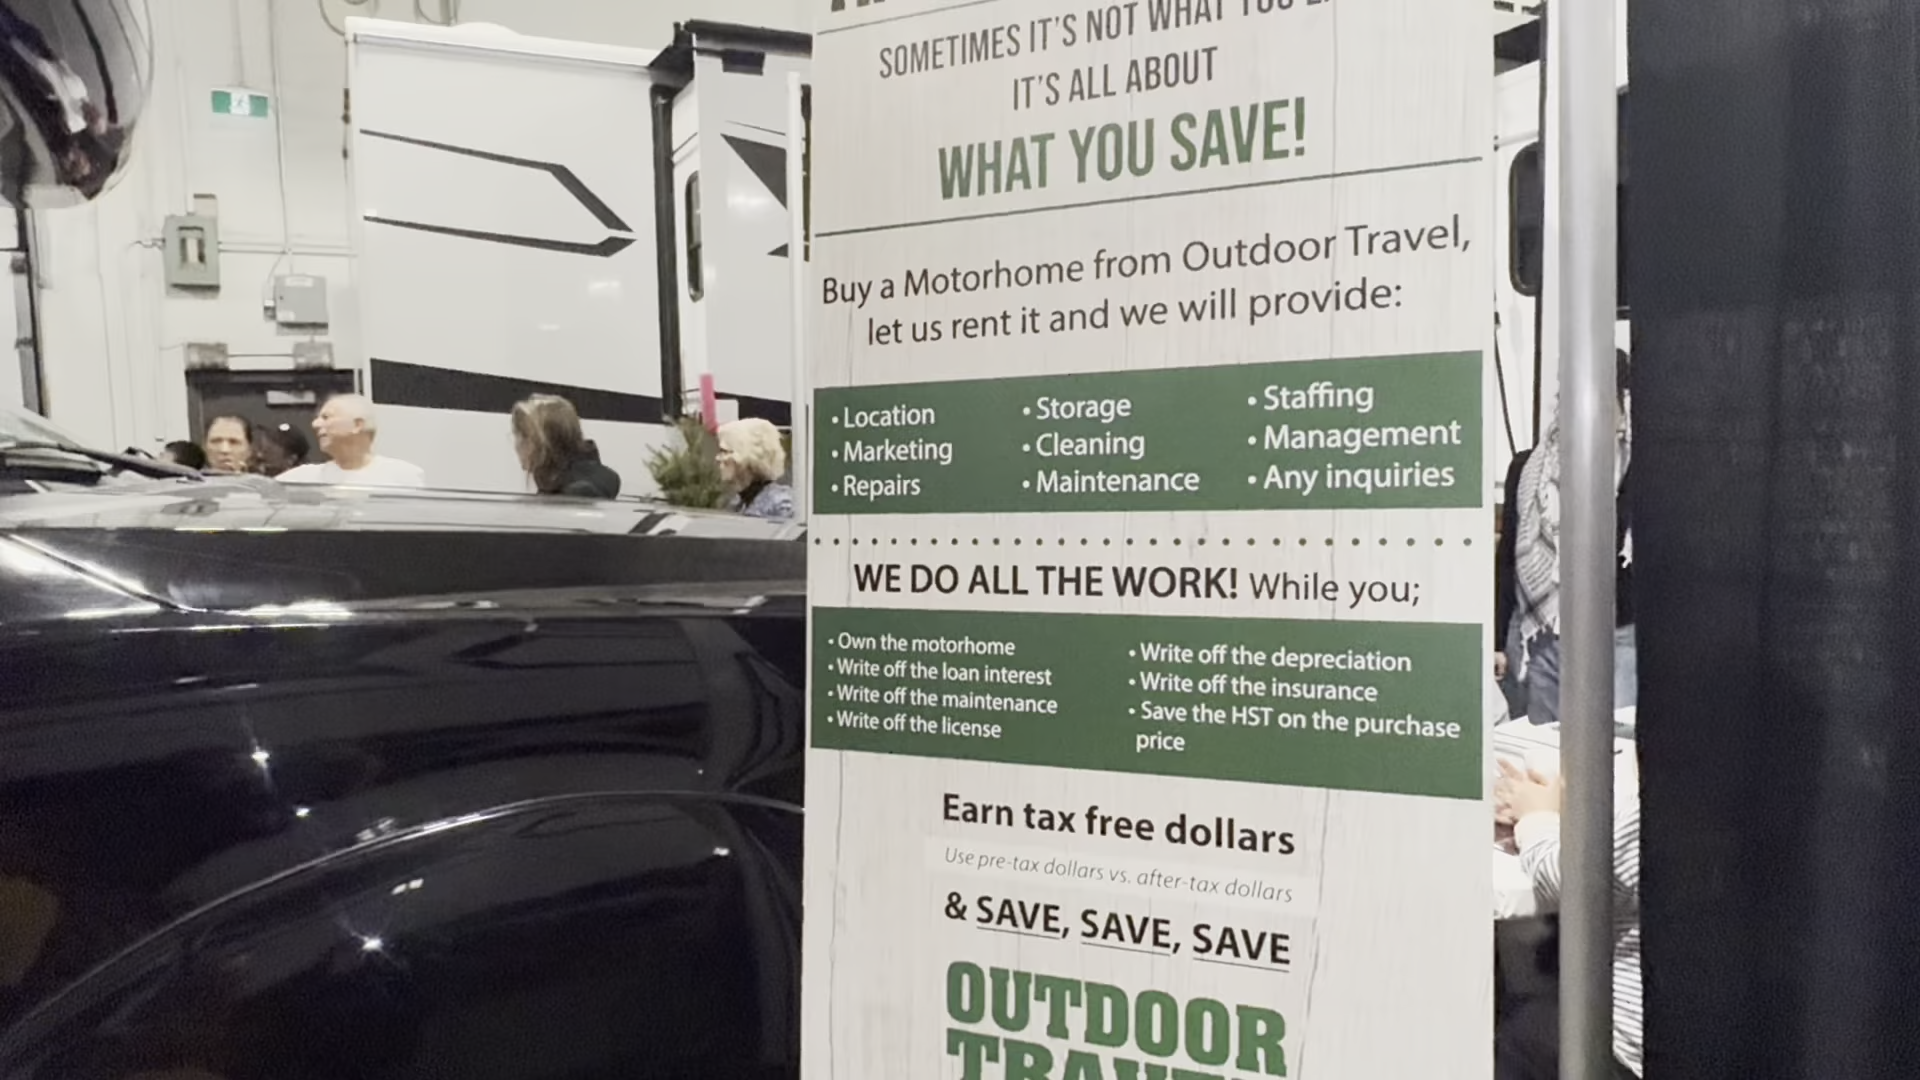 SOMETIMES IT'S NOT WHAT YOU
IT'S ALL ABOUT
WHAT YOU SAVE!
Buy a Motorhome from Outdoor Travel,
let us rent it and we will provide:
• Location
• Marketing
• Repairs
• Storage
• Cleaning
• Maintenance
• Staffing
• Management
• Any inquiries
WE DO ALL THE WORK! While you;
• Own the motorhome
• Write off the loan interest
• Write off the maintenance
• Write off the license
• Write off the depreciation
• Write off the insurance
• Save the HST on the purchase
price
Earn tax free dollars
Use pre-tax dollars vs. after-tax dollars
& SAVE, SAVE, SAVE
OUTDOOR
TRAVEL